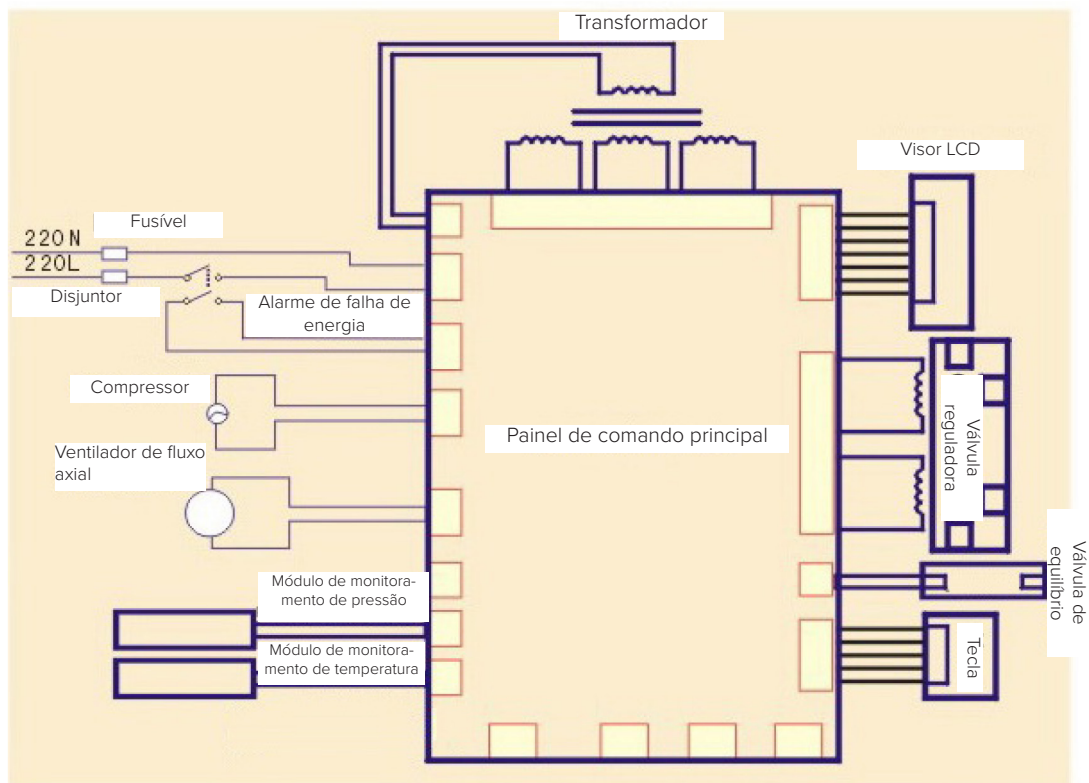 Transformador
Visor LCD
Fusível
220N
220L
Disjuntor
Alarme de falha de
energia
Compressor
Painel de comando principal
Ventilador de fluxo
axial
Válvula
reguladora
Módulo de monitora-
mento de pressão
Válvula de
equilíbrio
Módulo de monitora-
mento de temperatura
Tecla